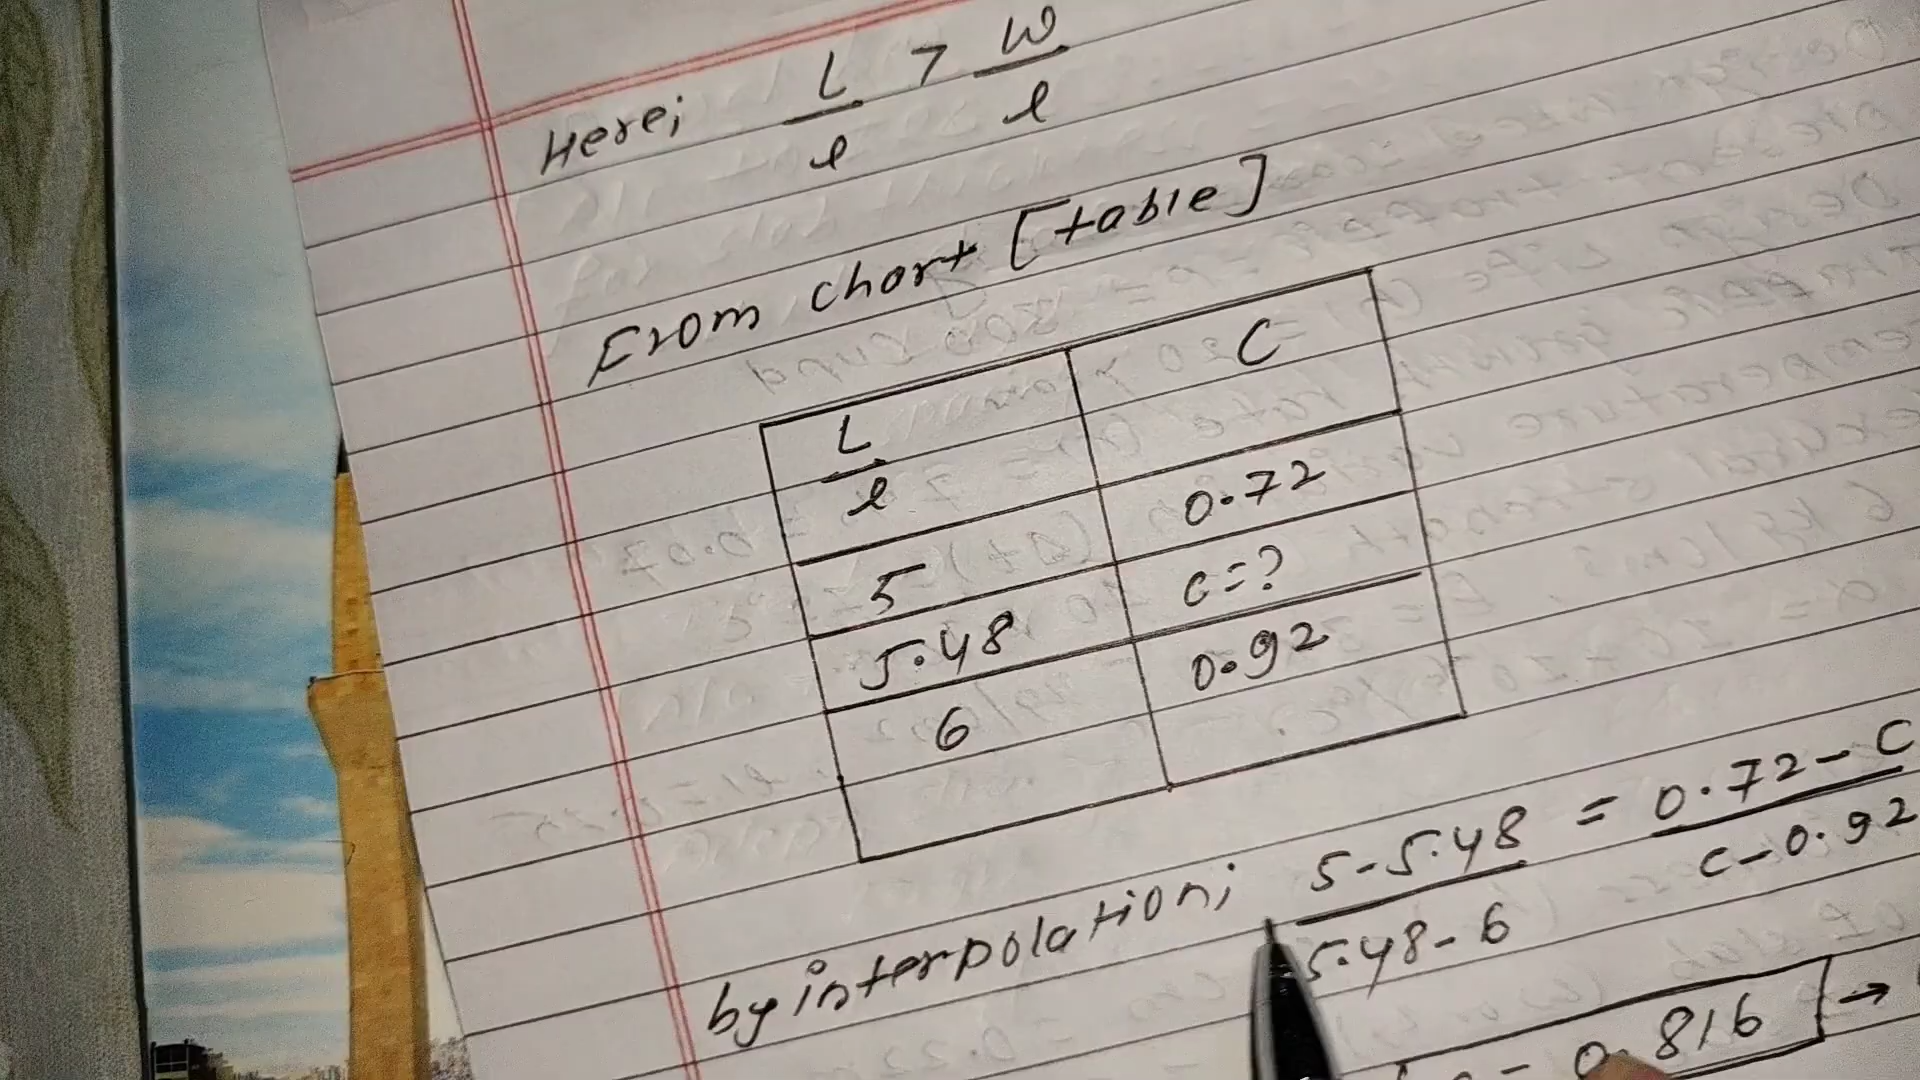 Here; L/l > W/l
From chart [table]
L/l C
5 0.72
5.48 C=?
6 0.92
by interpolation; 5-5.48/5.48-6 = 0.72-C/C-0.92
0.816 →